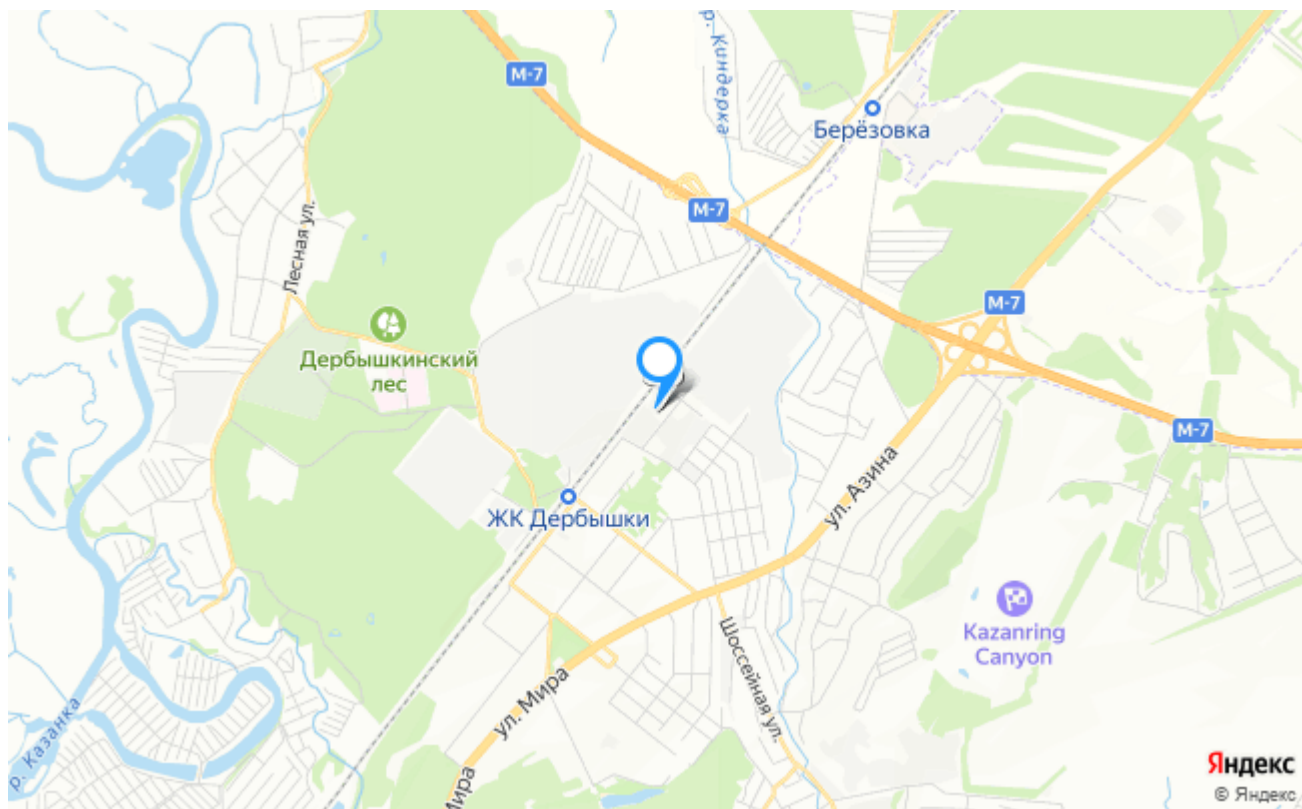 М-7
р. Киндерка
Берёзовка
М-7
Лесная ул.
М-7
Дербышкинский
лес
М-7
ул. Азина
ЖК Дербышки
Kazanring
Canyon
Шоссейная ул.
ул. Мира
р. Казанка
Мира
Яндекс
© Яндекс